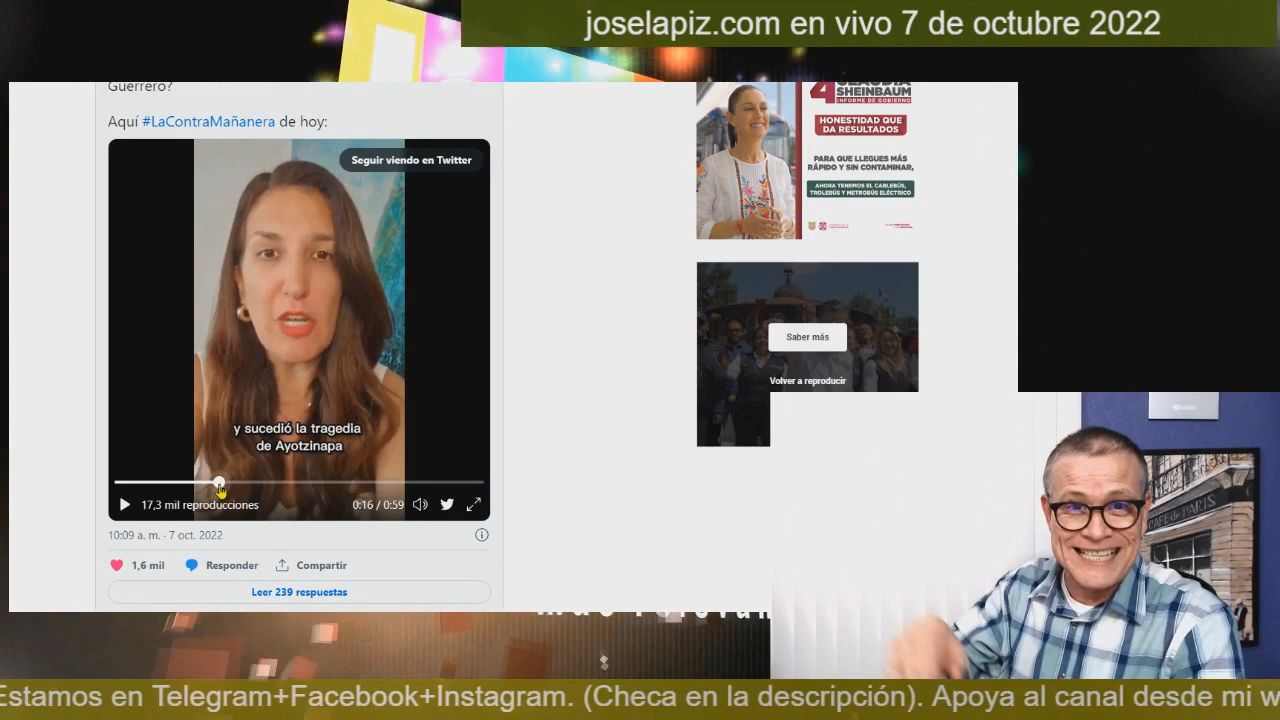 joselapiz.com en vivo 7 de octubre 2022
Guerrero?
Aquí #LaContraMañanera de hoy:
Seguir viendo en Twitter
y sucedió la tragedia
de Ayotzinapa
17,3 mil reproducciones
0:16 / 0:59
10:09 a. m. · 7 oct. 2022
1,6 mil
Responder
Compartir
Leer 239 respuestas
4 CLAUDIA
SHEINBAUM
INFORME DE GOBIERNO
HONESTIDAD QUE
DA RESULTADOS
PARA QUE LLEGUES MÁS
RÁPIDO Y SIN CONTAMINAR,
AHORA TENEMOS EL CABLEBÚS,
TROLEBÚS Y METROBÚS ELÉCTRICO
Saber más
Volver a reproducir
CAFÉ de PARIS
Estamos en Telegram+Facebook+Instagram. (Checa en la descripción). Apoya al canal desde mi w